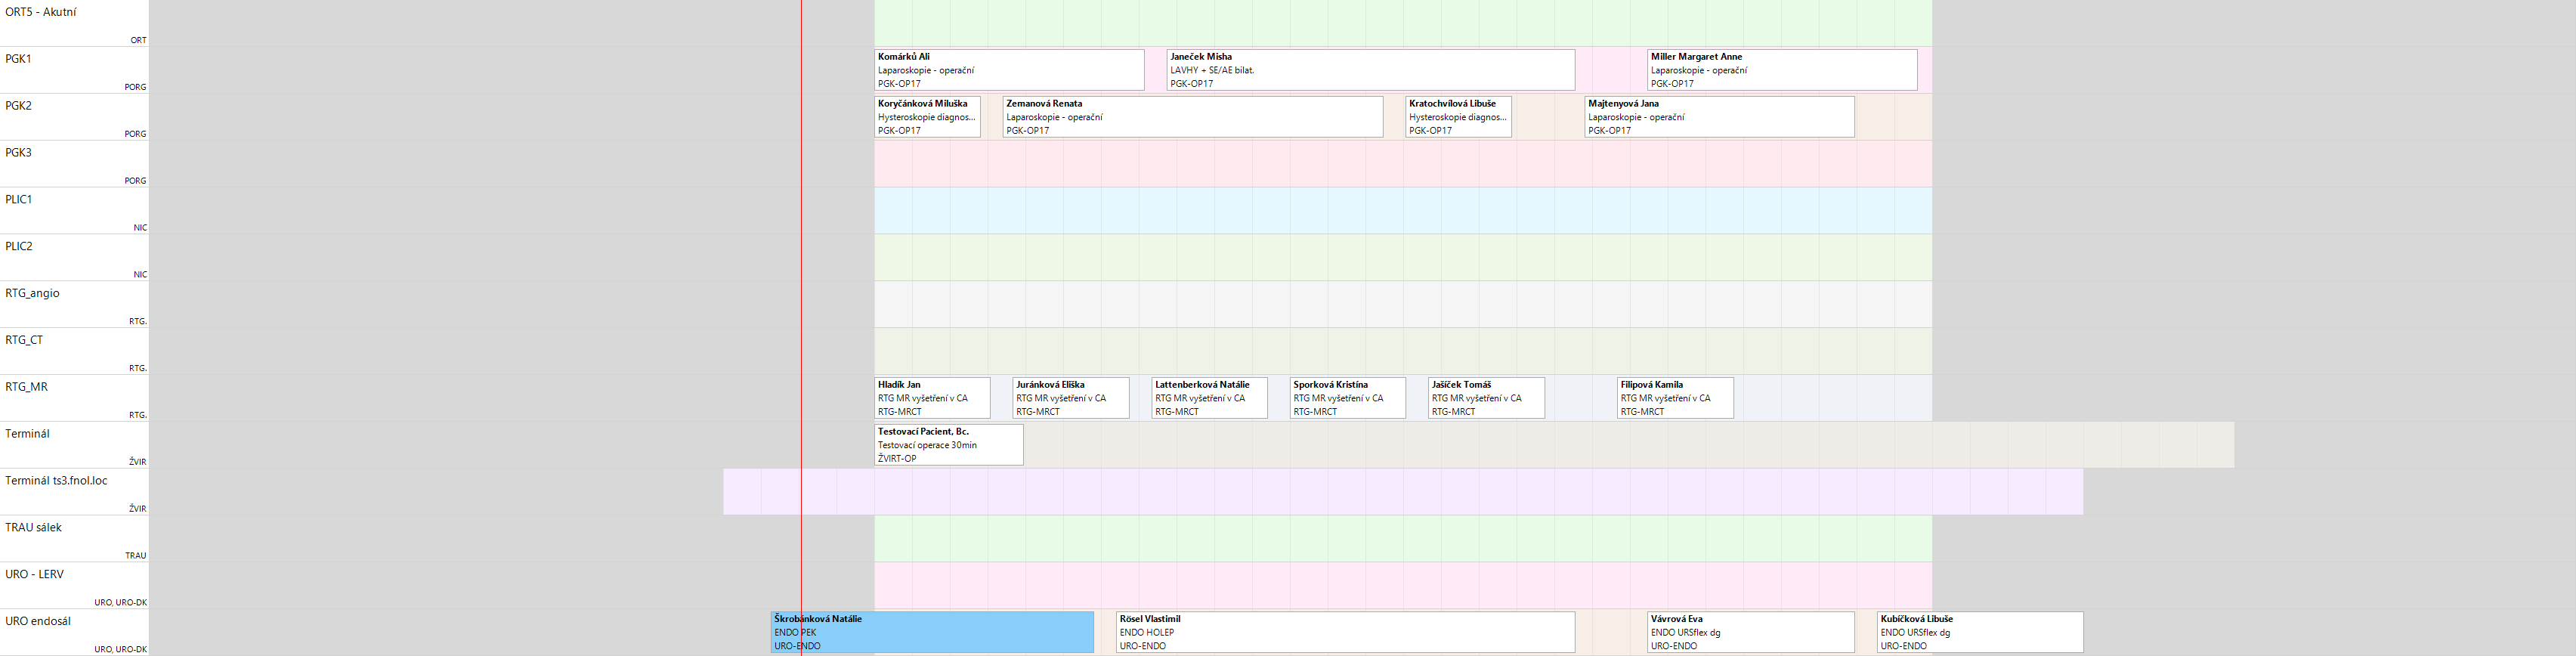 ORT5 - Akutní
ORT
PGK1
PORG
Komárků Ali
Laparoskopie - operační
PGK-OP17
Janeček Misha
LAVHY + SE/AE bilat.
PGK-OP17
Miller Margaret Anne
Laparoskopie - operační
PGK-OP17
PGK2
PORG
Koryčánková Miluška
Hysteroskopie diagnos...
PGK-OP17
Zemanová Renata
Laparoskopie - operační
PGK-OP17
Kratochvílová Libuše
Hysteroskopie diagnos...
PGK-OP17
Majtenyová Jana
Laparoskopie - operační
PGK-OP17
PGK3
PORG
PLIC1
NIC
PLIC2
NIC
RTG_angio
RTG.
RTG_CT
RTG.
RTG_MR
RTG.
Hladík Jan
RTG MR vyšetření v CA
RTG-MRCT
Juránková Eliška
RTG MR vyšetření v CA
RTG-MRCT
Lattenberková Natálie
RTG MR vyšetření v CA
RTG-MRCT
Sporková Kristína
RTG MR vyšetření v CA
RTG-MRCT
Jašíček Tomáš
RTG MR vyšetření v CA
RTG-MRCT
Filipová Kamila
RTG MR vyšetření v CA
RTG-MRCT
Terminál
ŽVIR
Testovací Pacient, Bc.
Testovací operace 30min
ŽVIRT-OP
Terminál ts3.fnol.loc
ŽVIR
TRAU sálek
TRAU
URO - LERV
URO, URO-DK
URO endosál
URO, URO-DK
Škrobánková Natálie
ENDO PEK
URO-ENDO
Rösel Vlastimil
ENDO HOLEP
URO-ENDO
Vávrová Eva
ENDO URSflex dg
URO-ENDO
Kubíčková Libuše
ENDO URSflex dg
URO-ENDO